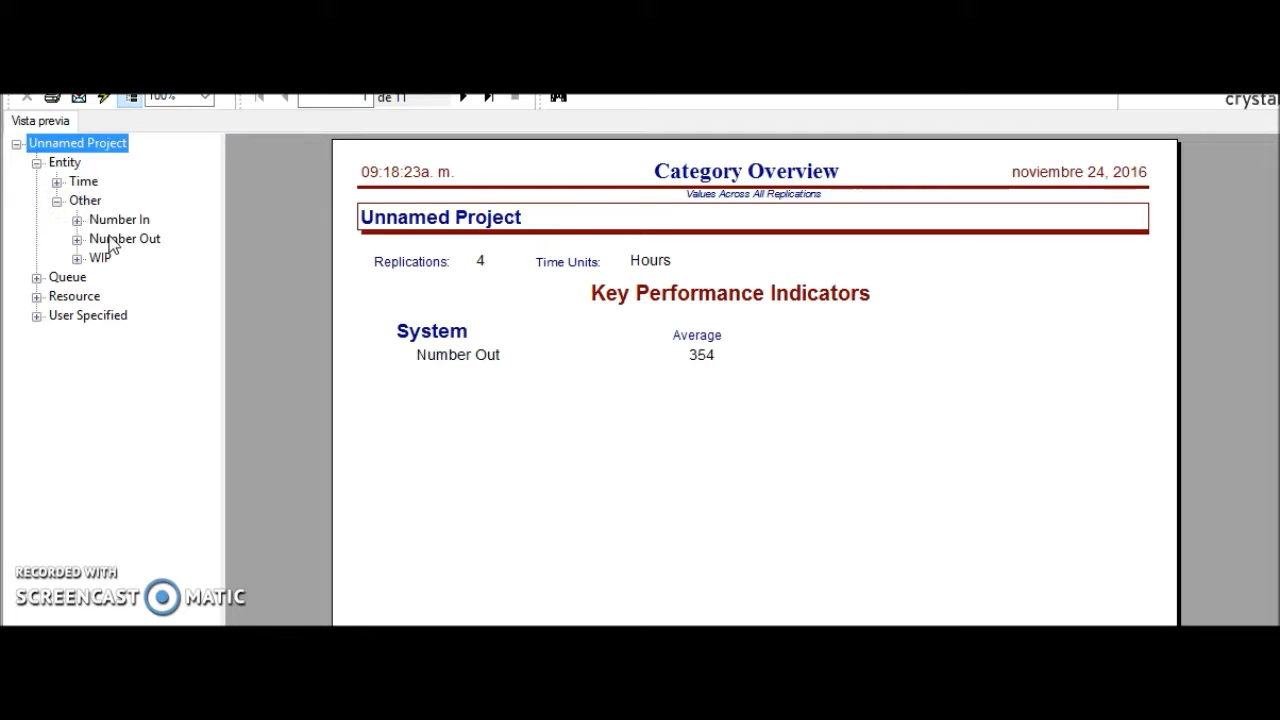 100%
1
de 11
crysta
Vista previa
Unnamed Project
Entity
Time
Other
Number In
Number Out
WIP
Queue
Resource
User Specified
09:18:23a. m.
Category Overview
noviembre 24, 2016
Values Across All Replications
Unnamed Project
Replications: 4 Time Units: Hours
Key Performance Indicators
System Average
Number Out 354
RECORDED WITH
SCREENCAST MATIC